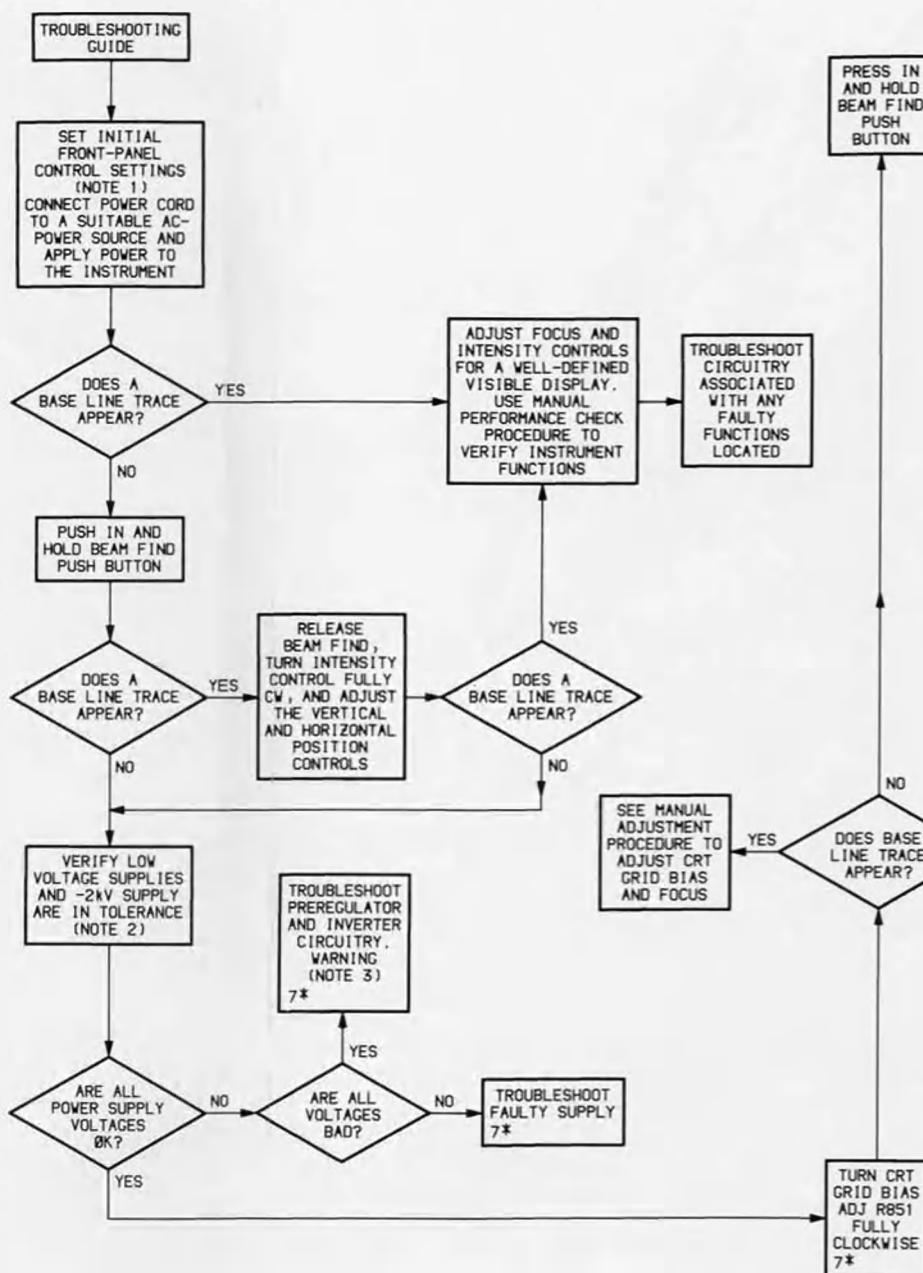 TROUBLESHOOTING
GUIDE
SET INITIAL
FRONT-PANEL
CONTROL SETTINGS
(NOTE 1)
CONNECT POWER CORD
TO A SUITABLE AC-
POWER SOURCE AND
APPLY POWER TO
THE INSTRUMENT
DOES A
BASE LINE TRACE
APPEAR?
YES
NO
ADJUST FOCUS AND
INTENSITY CONTROLS
FOR A WELL-DEFINED
VISIBLE DISPLAY.
USE MANUAL
PERFORMANCE CHECK
PROCEDURE TO
VERIFY INSTRUMENT
FUNCTIONS
TROUBLESHOOT
CIRCUITRY
ASSOCIATED
WITH ANY
FAULTY
FUNCTIONS
LOCATED
PUSH IN AND
HOLD BEAM FIND
PUSH BUTTON
DOES A
BASE LINE TRACE
APPEAR?
YES
NO
RELEASE
BEAM FIND,
TURN INTENSITY
CONTROL FULLY
CW, AND ADJUST
THE VERTICAL
AND HORIZONTAL
POSITION
CONTROLS
DOES A
BASE LINE TRACE
APPEAR?
YES
NO
VERIFY LOW
VOLTAGE SUPPLIES
AND -2kV SUPPLY
ARE IN TOLERANCE
(NOTE 2)
ARE ALL
POWER SUPPLY
VOLTAGES
ØK?
NO
YES
ARE ALL
VOLTAGES
BAD?
YES
NO
TROUBLESHOOT
PREREGULATOR
AND INVERTER
CIRCUITRY.
WARNING
(NOTE 3)
7*
TROUBLESHOOT
FAULTY SUPPLY
7*
TURN CRT
GRID BIAS
ADJ R851
FULLY
CLOCKWISE
7*
DOES BASE
LINE TRACE
APPEAR?
YES
NO
SEE MANUAL
ADJUSTMENT
PROCEDURE TO
ADJUST CRT
GRID BIAS
AND FOCUS
PRESS IN
AND HOLD
BEAM FIND
PUSH
BUTTON